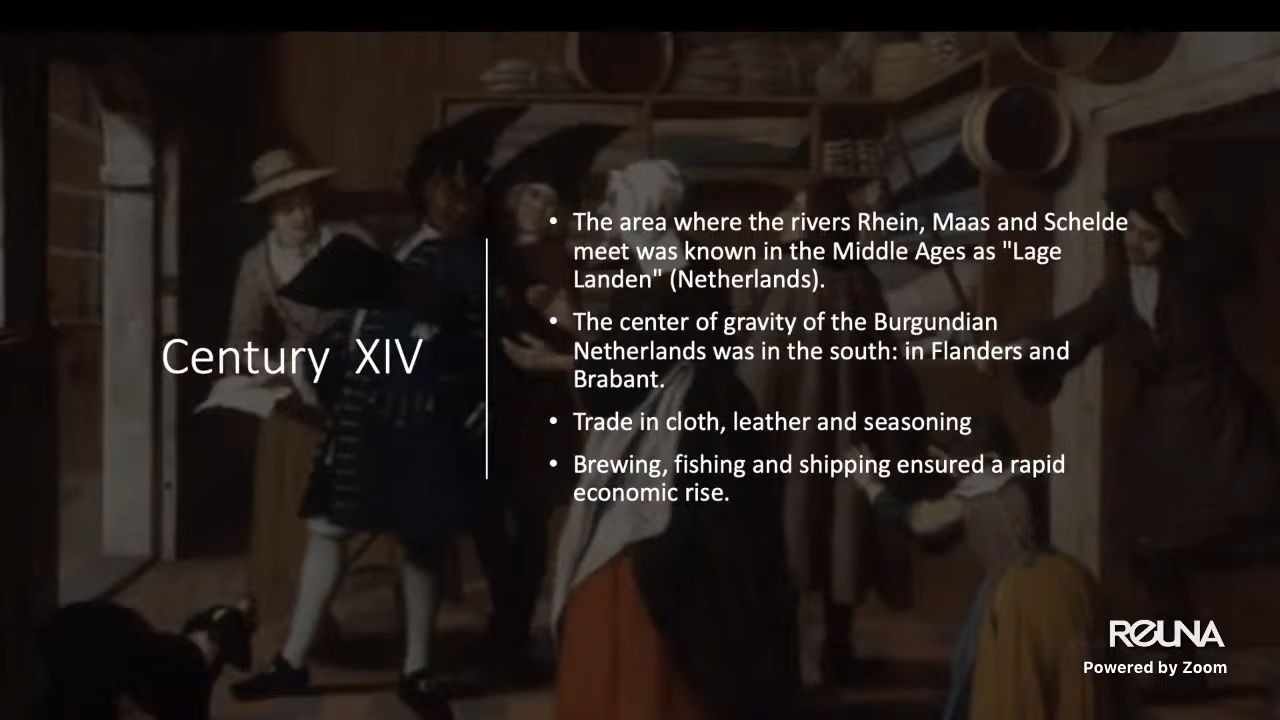 Century XIV
• The area where the rivers Rhein, Maas and Schelde
meet was known in the Middle Ages as "Lage
Landen" (Netherlands).
• The center of gravity of the Burgundian
Netherlands was in the south: in Flanders and
Brabant.
• Trade in cloth, leather and seasoning
• Brewing, fishing and shipping ensured a rapid
economic rise.
REUNA
Powered by Zoom